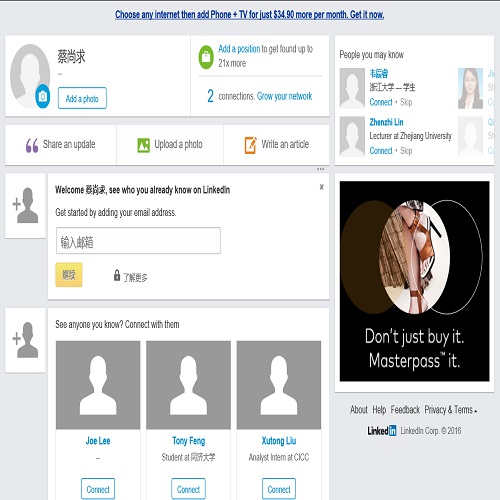 Choose any internet then add Phone + TV for just $34.90 more per month. Get it now.
蔡尚求
--
Add a photo
Add a position to get found up to
21x more
2 connections. Grow your network
Share an update
Upload a photo
Write an article
Welcome 蔡尚求, see who you already know on LinkedIn
Get started by adding your email address.
输入邮箱
继续
了解更多
See anyone you know? Connect with them
Joe Lee
--
Connect
Tony Feng
Student at 同济大学
Connect
Xutong Liu
Analyst Intern at CICC
Connect
People you may know
浙江大学 — 学生
Connect • Skip
Zhenzhi Lin
Lecturer at Zhejiang University
Connect • Skip
Don't just buy it.
Masterpass™ it.
About Help Feedback Privacy & Terms
LinkedIn LinkedIn Corp. © 2016